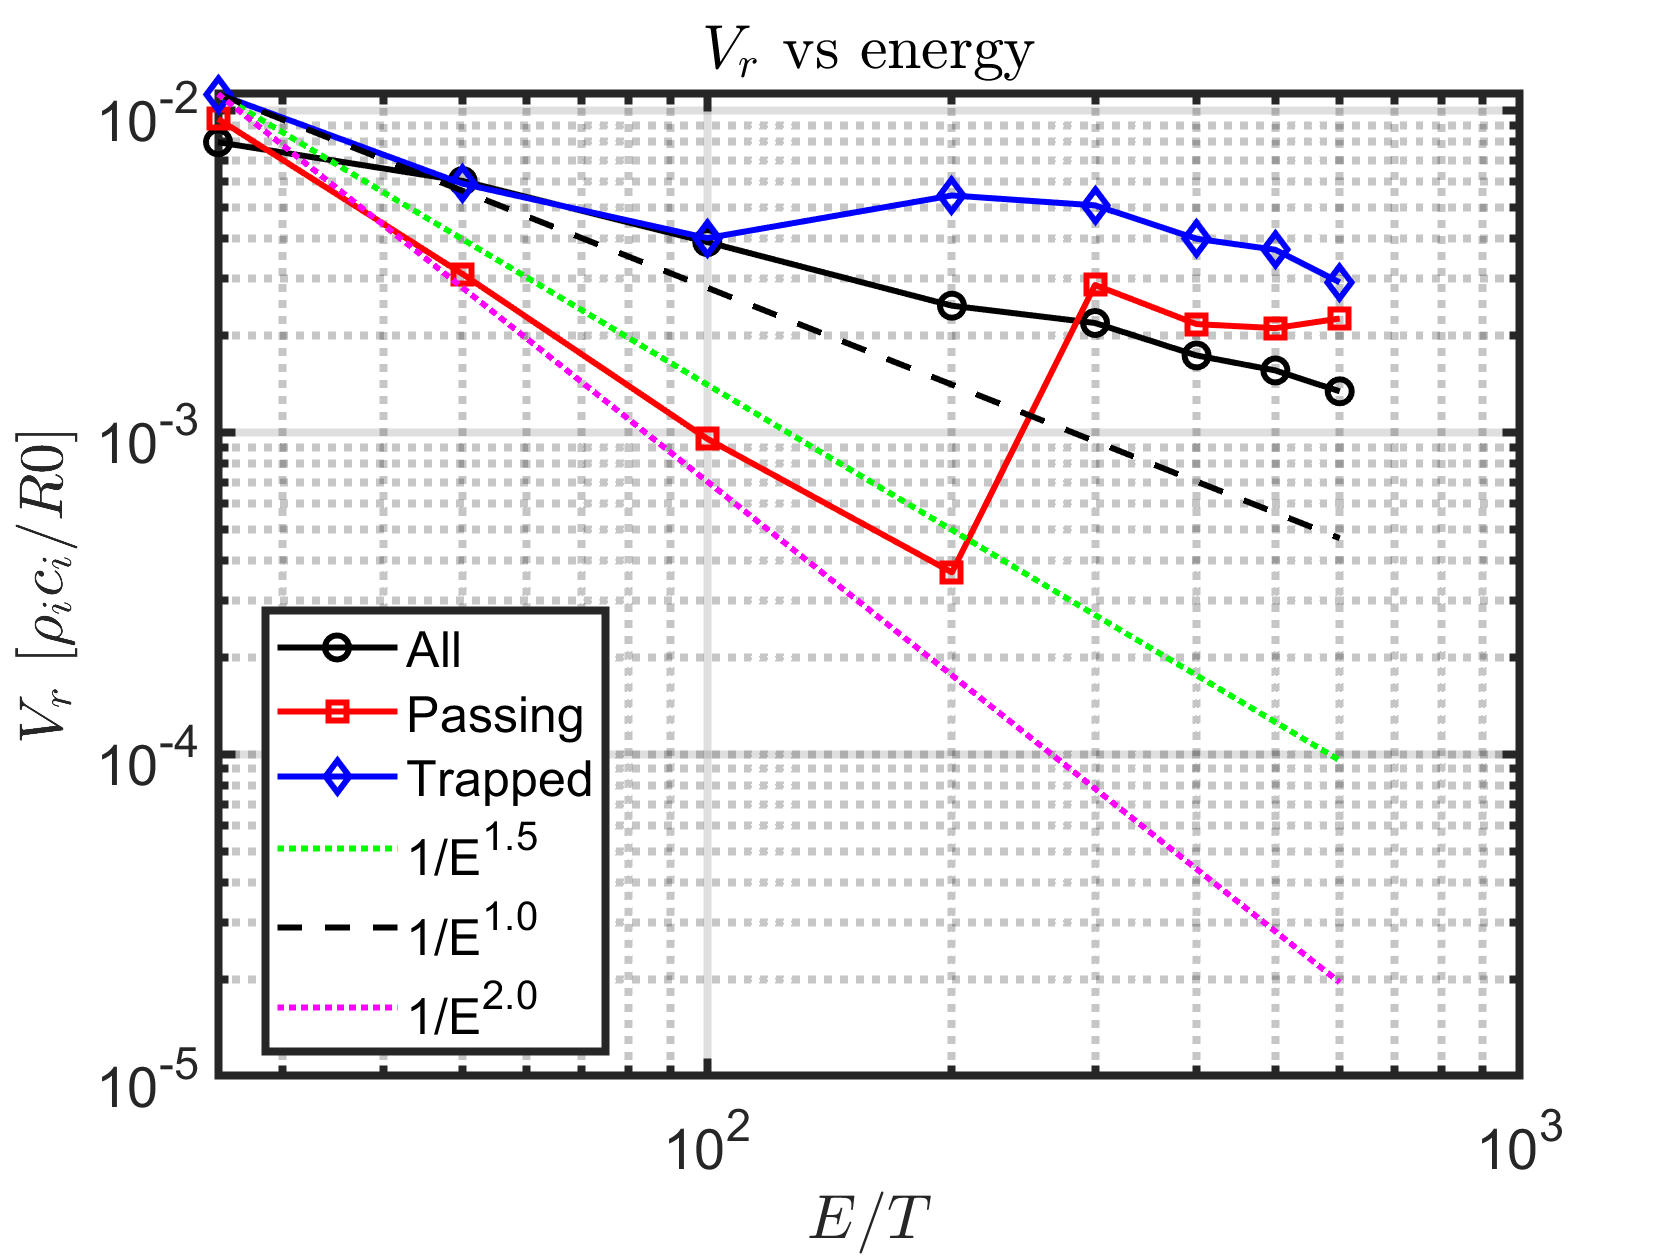 V_r vs energy
10^-2
10^-3
10^-4
10^-5
V_r [ρ_i c_i/R0]
All
Passing
Trapped
1/E^1.5
1/E^1.0
1/E^2.0
10^2
10^3
E/T